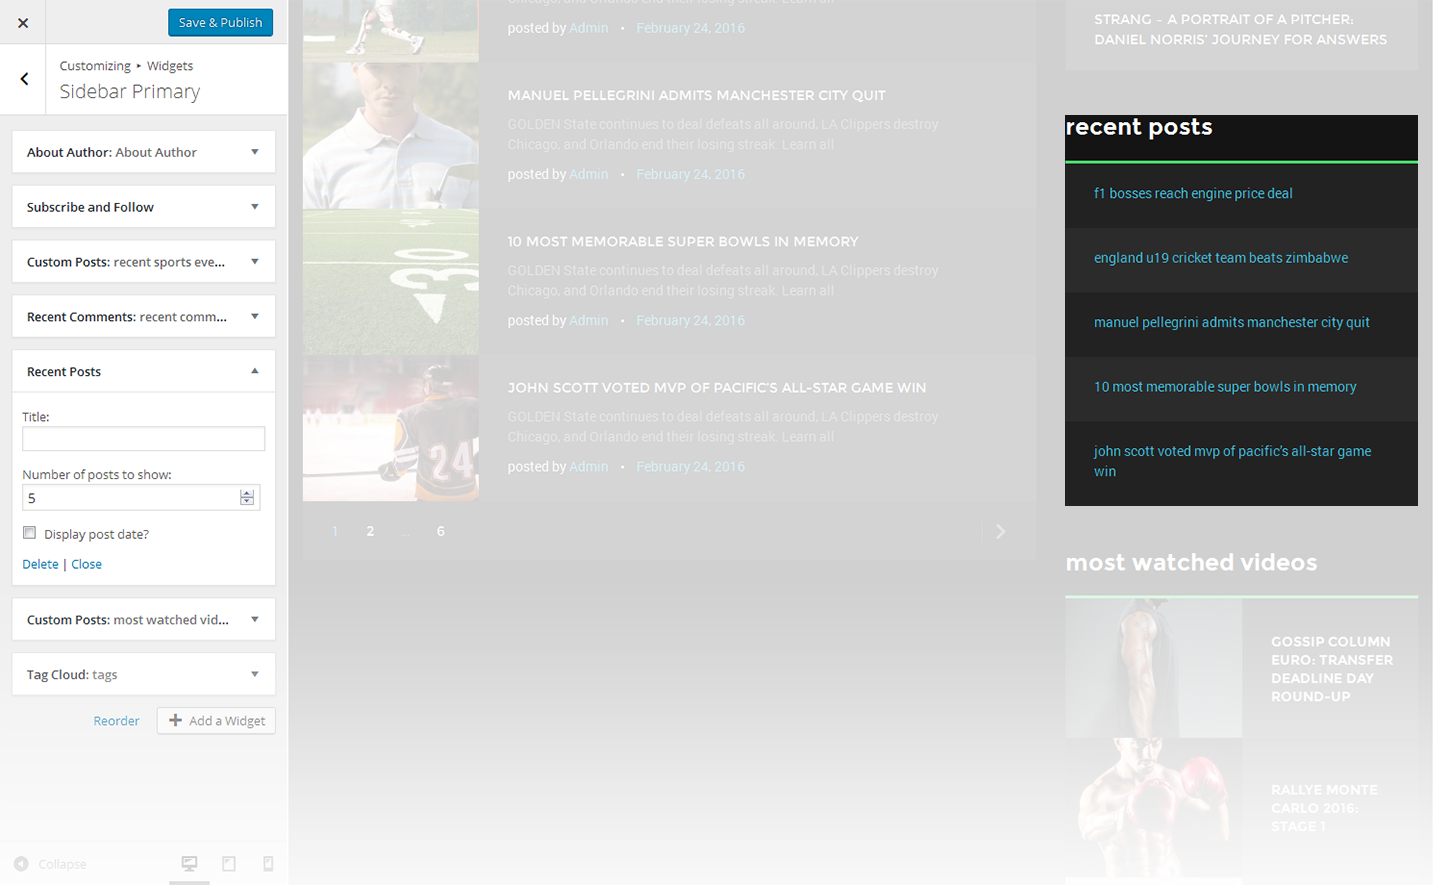 Save & Publish
Customizing ▸ Widgets
Sidebar Primary
About Author: About Author
Subscribe and Follow
Custom Posts: recent sports eve...
Recent Comments: recent comm...
Recent Posts
Title:
Number of posts to show:
5
Display post date?
Delete | Close
Custom Posts: most watched vid...
Tag Cloud: tags
Reorder
Add a Widget
Collapse
posted by Admin • February 24, 2016
MANUEL PELLEGRINI ADMITS MANCHESTER CITY QUIT
GOLDEN State continues to deal defeats all around, LA Clippers destroy
Chicago, and Orlando end their losing streak. Learn all
posted by Admin • February 24, 2016
10 MOST MEMORABLE SUPER BOWLS IN MEMORY
GOLDEN State continues to deal defeats all around, LA Clippers destroy
Chicago, and Orlando end their losing streak. Learn all
posted by Admin • February 24, 2016
30
JOHN SCOTT VOTED MVP OF PACIFIC'S ALL-STAR GAME WIN
GOLDEN State continues to deal defeats all around, LA Clippers destroy
Chicago, and Orlando end their losing streak. Learn all
posted by Admin • February 24, 2016
24
1 2 ... 6
STRANG – A PORTRAIT OF A PITCHER:
DANIEL NORRIS' JOURNEY FOR ANSWERS
recent posts
f1 bosses reach engine price deal
england u19 cricket team beats zimbabwe
manuel pellegrini admits manchester city quit
10 most memorable super bowls in memory
john scott voted mvp of pacific's all-star game
win
most watched videos
GOSSIP COLUMN
EURO: TRANSFER
DEADLINE DAY
ROUND-UP
RALLYE MONTE
CARLO 2016:
STAGE 1